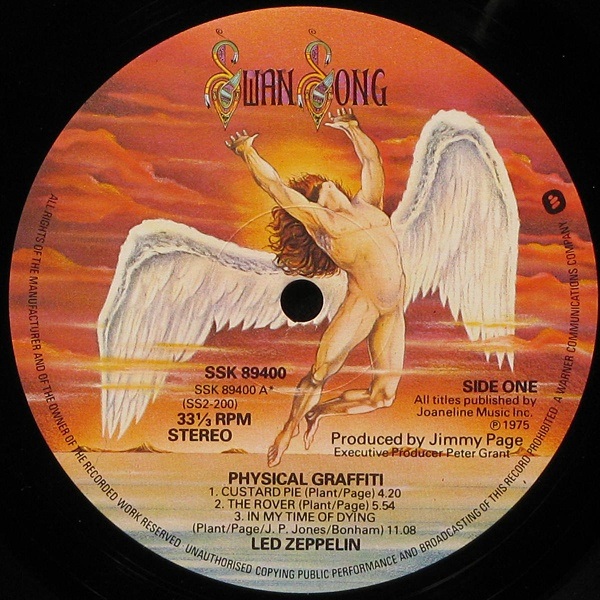 SWAN SONG
SSK 89400
SSK 89400 A*
(SS2-200)
33⅓ RPM
STEREO
SIDE ONE
All titles published by
Joaneline Music Inc.
℗ 1975
Produced by Jimmy Page
Executive Producer Peter Grant
PHYSICAL GRAFFITI
1. CUSTARD PIE (Plant/Page) 4.20
2. THE ROVER (Plant/Page) 5.54
3. IN MY TIME OF DYING
(Plant/Page/J. P. Jones/Bonham) 11.08
LED ZEPPELIN
ALL RIGHTS OF THE MANUFACTURER AND OF THE OWNER OF THE RECORDED WORK RESERVED UNAUTHORISED COPYING PUBLIC PERFORMANCE AND BROADCASTING OF THIS RECORD PROHIBITED A WARNER COMMUNICATIONS COMPANY